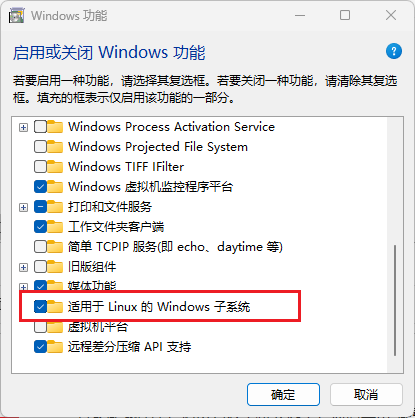 Windows 功能
启用或关闭 Windows 功能
?
若要启用一种功能，请选择其复选框。若要关闭一种功能，请清除其复选
框。填充的框表示仅启用该功能的一部分。
Windows Process Activation Service
Windows Projected File System
Windows TIFF IFilter
Windows 虚拟机监控程序平台
打印和文件服务
工作文件夹客户端
简单 TCPIP 服务(即 echo、daytime 等)
旧版组件
媒体功能
适用于 Linux 的 Windows 子系统
虚拟机平台
远程差分压缩 API 支持
确定
取消